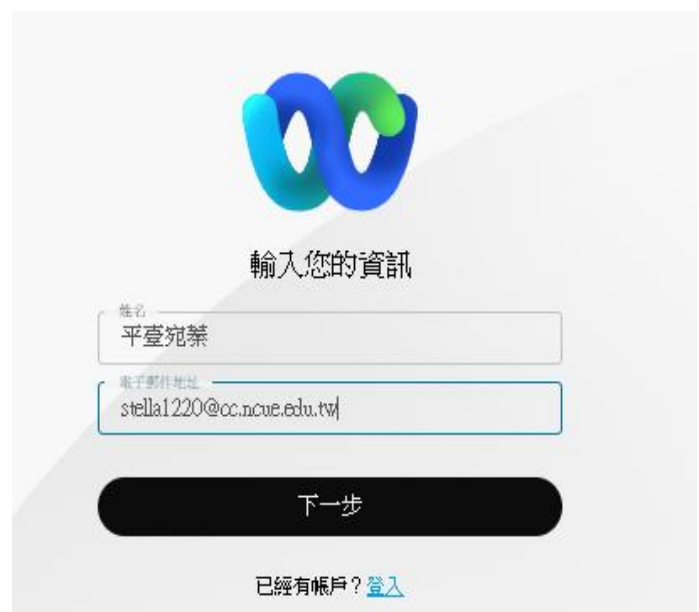 輸入您的資訊
姓名
平臺宛蓁
電子郵件地址
stella1220@cc.ncue.edu.tw
下一步
已經有帳戶？登入